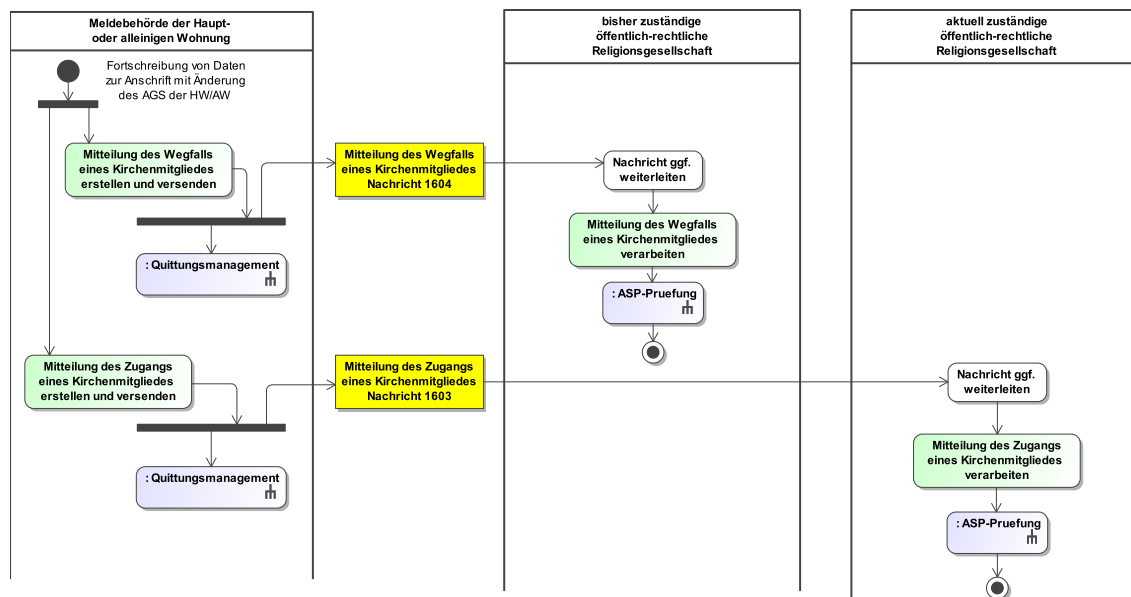 Meldebehörde der Haupt-
oder alleinigen Wohnung
bisher zuständige
öffentlich-rechtliche
Religionsgesellschaft
aktuell zuständige
öffentlich-rechtliche
Religionsgesellschaft
Fortschreibung von Daten
zur Anschrift mit Änderung
des AGS der HW/AW
Mitteilung des Wegfalls
eines Kirchenmitgliedes
erstellen und versenden
Mitteilung des Wegfalls
eines Kirchenmitgliedes
Nachricht 1604
Nachricht ggf.
weiterleiten
Mitteilung des Wegfalls
eines Kirchenmitgliedes
verarbeiten
: Quittungsmanagement
: ASP-Pruefung
Mitteilung des Zugangs
eines Kirchenmitgliedes
erstellen und versenden
Mitteilung des Zugangs
eines Kirchenmitgliedes
Nachricht 1603
Nachricht ggf.
weiterleiten
Mitteilung des Zugangs
eines Kirchenmitgliedes
verarbeiten
: Quittungsmanagement
: ASP-Pruefung